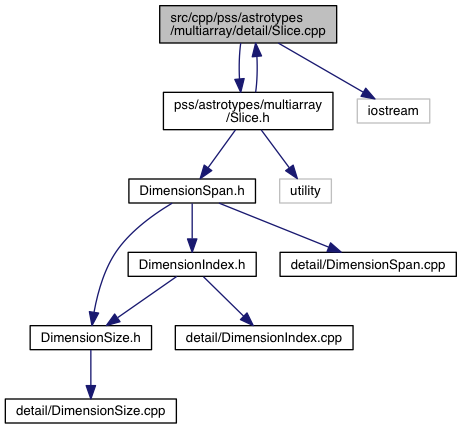 src/cpp/pss/astrotypes
/multiarray/detail/Slice.cpp
pss/astrotypes/multiarray
/Slice.h
iostream
DimensionSpan.h
utility
DimensionIndex.h
detail/DimensionSpan.cpp
DimensionSize.h
detail/DimensionIndex.cpp
detail/DimensionSize.cpp